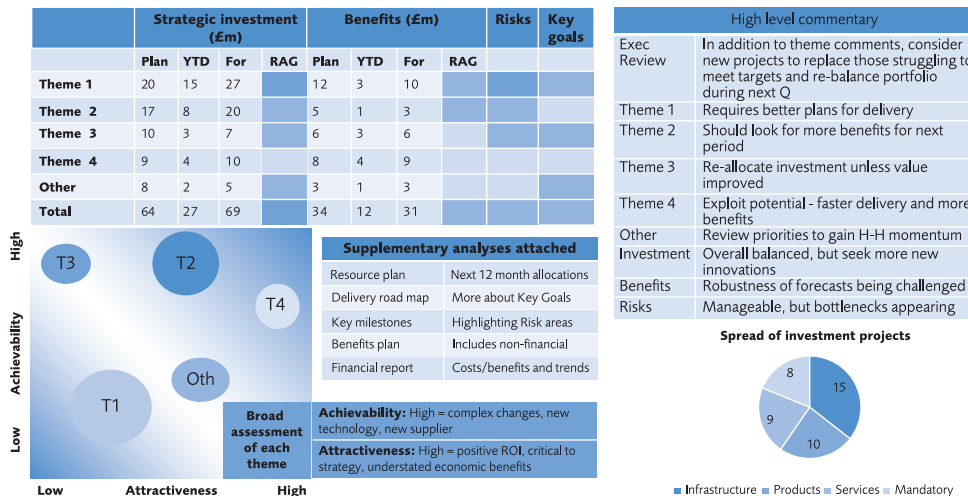 Strategic investment (£m) Benefits (£m) Risks Key goals
Plan YTD For RAG Plan YTD For RAG
Theme 1 20 15 27 12 3 10
Theme 2 17 8 20 5 1 3
Theme 3 10 3 7 6 3 6
Theme 4 9 4 10 8 4 9
Other 8 2 5 3 1 3
Total 64 27 69 34 12 31
High level commentary
Exec Review In addition to theme comments, consider
new projects to replace those struggling to
meet targets and re-balance portfolio
during next Q
Theme 1 Requires better plans for delivery
Theme 2 Should look for more benefits for next
period
Theme 3 Re-allocate investment unless value
improved
Theme 4 Exploit potential - faster delivery and more
benefits
Other Review priorities to gain H-H momentum
Investment Overall balanced, but seek more new
innovations
Benefits Robustness of forecasts being challenged
Risks Manageable, but bottlenecks appearing
High
Achievability
Low
T3
T2
T4
Oth
T1
Low Attractiveness High
Broad
assessment
of each
theme
Supplementary analyses attached
Resource plan Next 12 month allocations
Delivery road map More about Key Goals
Key milestones Highlighting Risk areas
Benefits plan Includes non-financial
Financial report Costs/benefits and trends
Achievability: High = complex changes, new
technology, new supplier
Attractiveness: High = positive ROI, critical to
strategy, understated economic benefits
Spread of investment projects
8
15
9
10
Infrastructure Products Services Mandatory